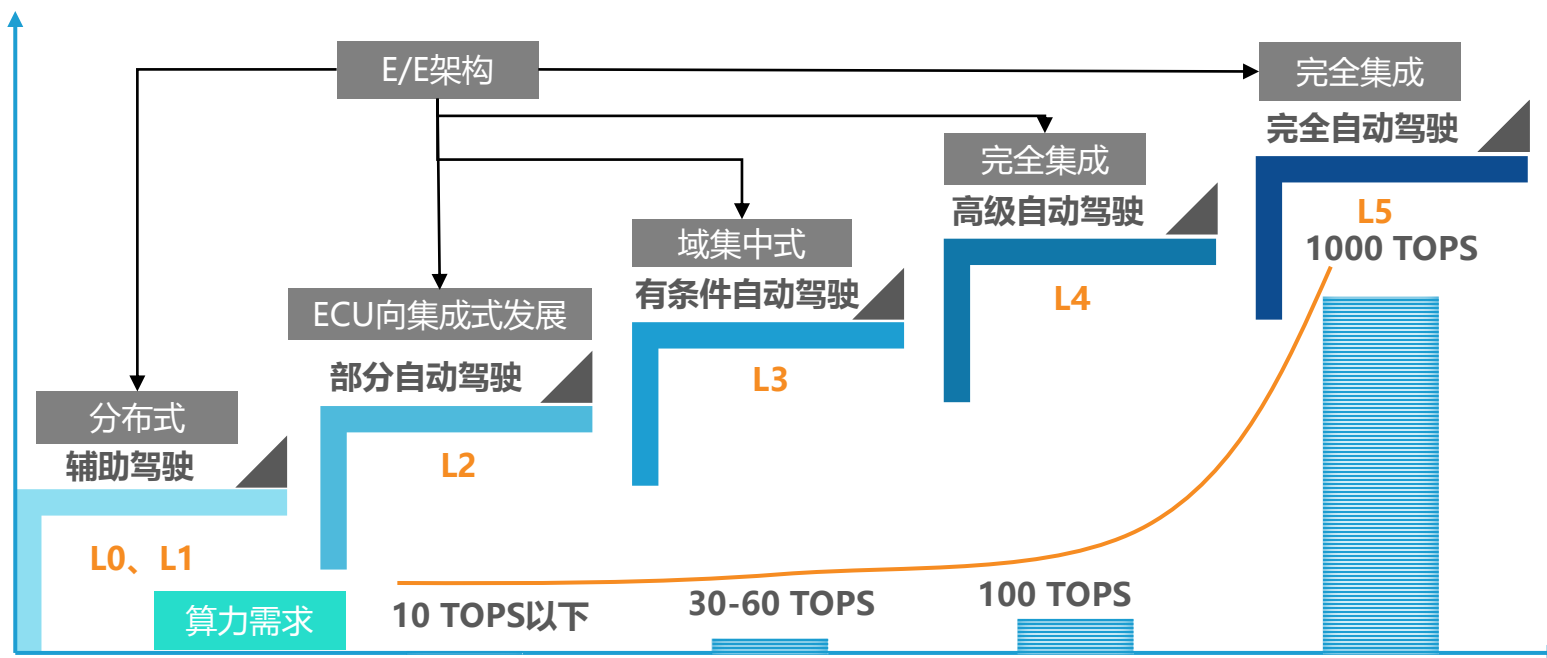 E/E架构
完全集成
完全自动驾驶
L5
1000 TOPS
完全集成
高级自动驾驶
L4
域集中式
有条件自动驾驶
L3
ECU向集成式发展
部分自动驾驶
L2
分布式
辅助驾驶
L0、L1
算力需求
10 TOPS以下
30-60 TOPS
100 TOPS